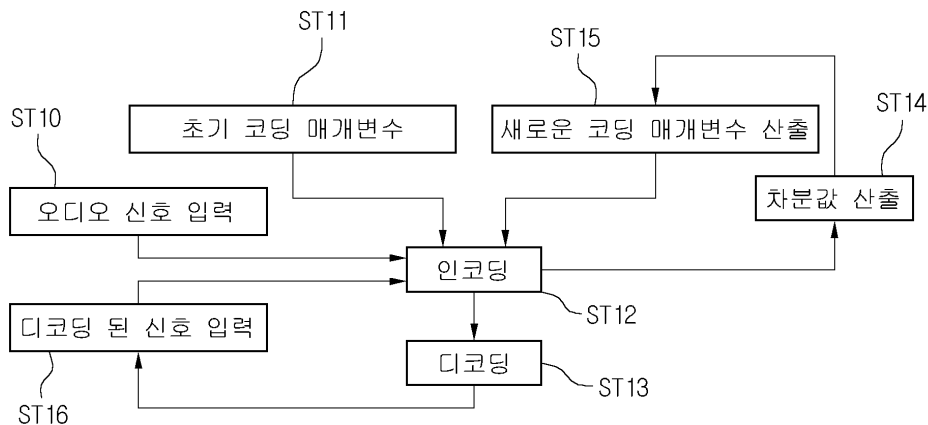 ST11
ST15
ST10
ST14
초기 코딩 매개변수
새로운 코딩 매개변수 산출
오디오 신호 입력
차분값 산출
인코딩
디코딩 된 신호 입력
ST12
디코딩
ST13
ST16